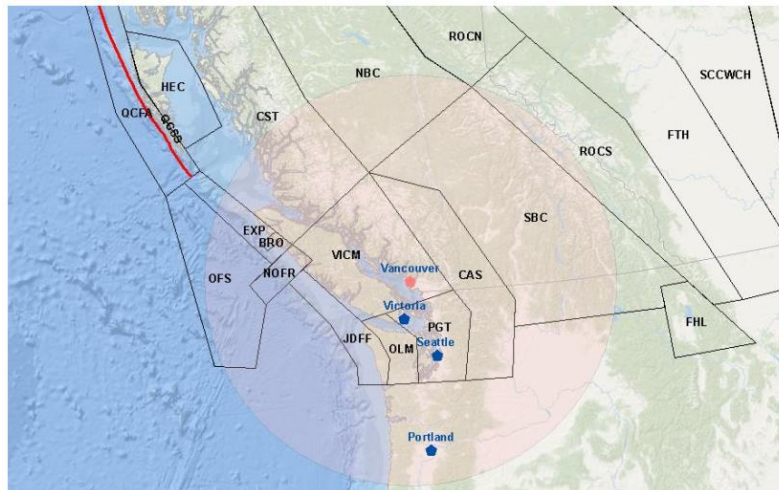 ROCN
NBC
SCCWCH
HEC
QCFA
CST
FTH
ROCS
SBC
EXP
BRO
VICM
Vancouver
CAS
OFS
NOFR
Victoria
PGT
FHL
JDFF
OLM
Seattle
Portland